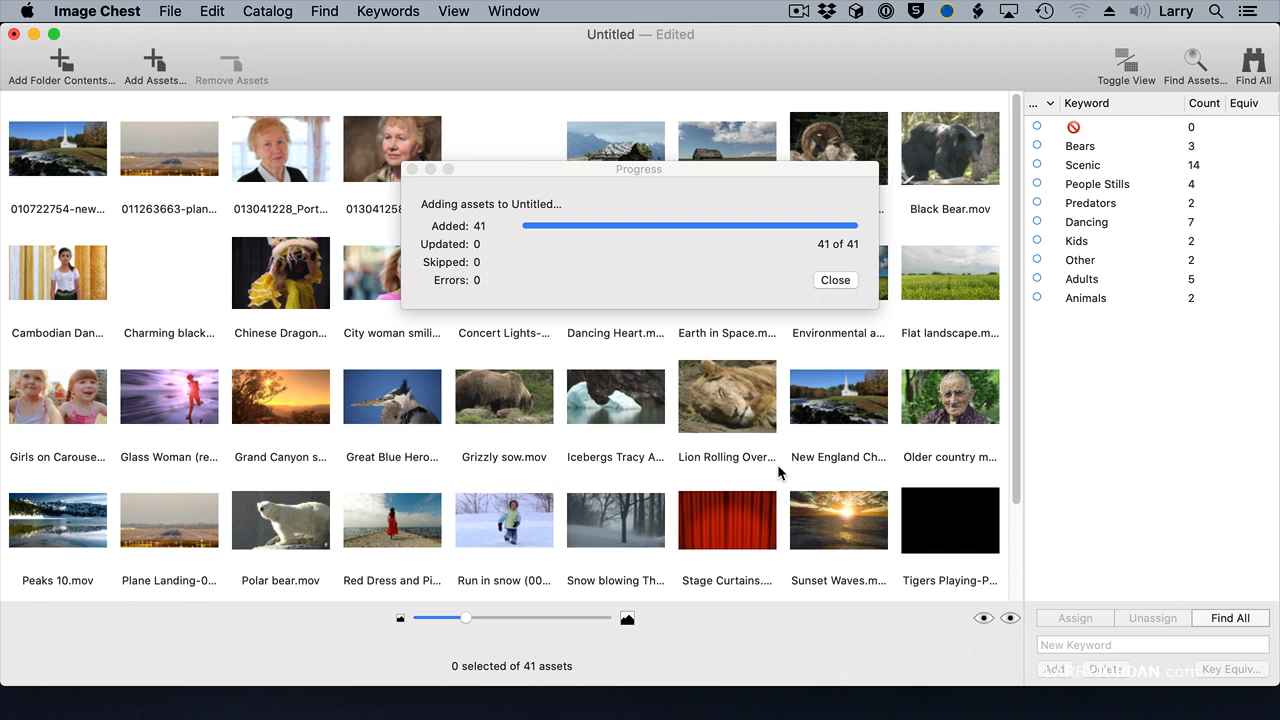 Image Chest File Edit Catalog Find Keywords View Window Larry
Untitled — Edited
Add Folder Contents... Add Assets... Remove Assets Toggle View Find Assets... Find All
010722754-new... 011263663-plan... 013041228_Port... 0130412585 Black Bear.mov
Progress
Adding assets to Untitled...
Added: 41
Updated: 0 41 of 41
Skipped: 0
Errors: 0
Close
Cambodian Dan... Charming black... Chinese Dragon... City woman smili... Concert Lights-... Dancing Heart.m... Earth in Space.m... Environmental a... Flat landscape.m...
Girls on Carouse... Glass Woman (re... Grand Canyon s... Great Blue Hero... Grizzly sow.mov Icebergs Tracy A... Lion Rolling Over... New England Ch... Older country m...
Peaks 10.mov Plane Landing-0... Polar bear.mov Red Dress and Pi... Run in snow (00... Snow blowing Th... Stage Curtains.... Sunset Waves.m... Tigers Playing-P...
0 selected of 41 assets
... Keyword Count Equiv
0
Bears 3
Scenic 14
People Stills 4
Predators 2
Dancing 7
Kids 2
Other 2
Adults 5
Animals 2
Assign Unassign Find All
New Keyword
Add Delete Key Equiv...